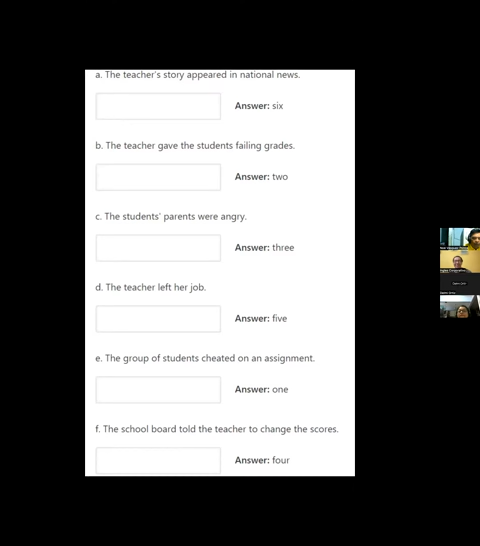 a. The teacher's story appeared in national news.
Answer: six
b. The teacher gave the students failing grades.
Answer: two
c. The students' parents were angry.
Answer: three
d. The teacher left her job.
Answer: five
e. The group of students cheated on an assignment.
Answer: one
f. The school board told the teacher to change the scores.
Answer: four